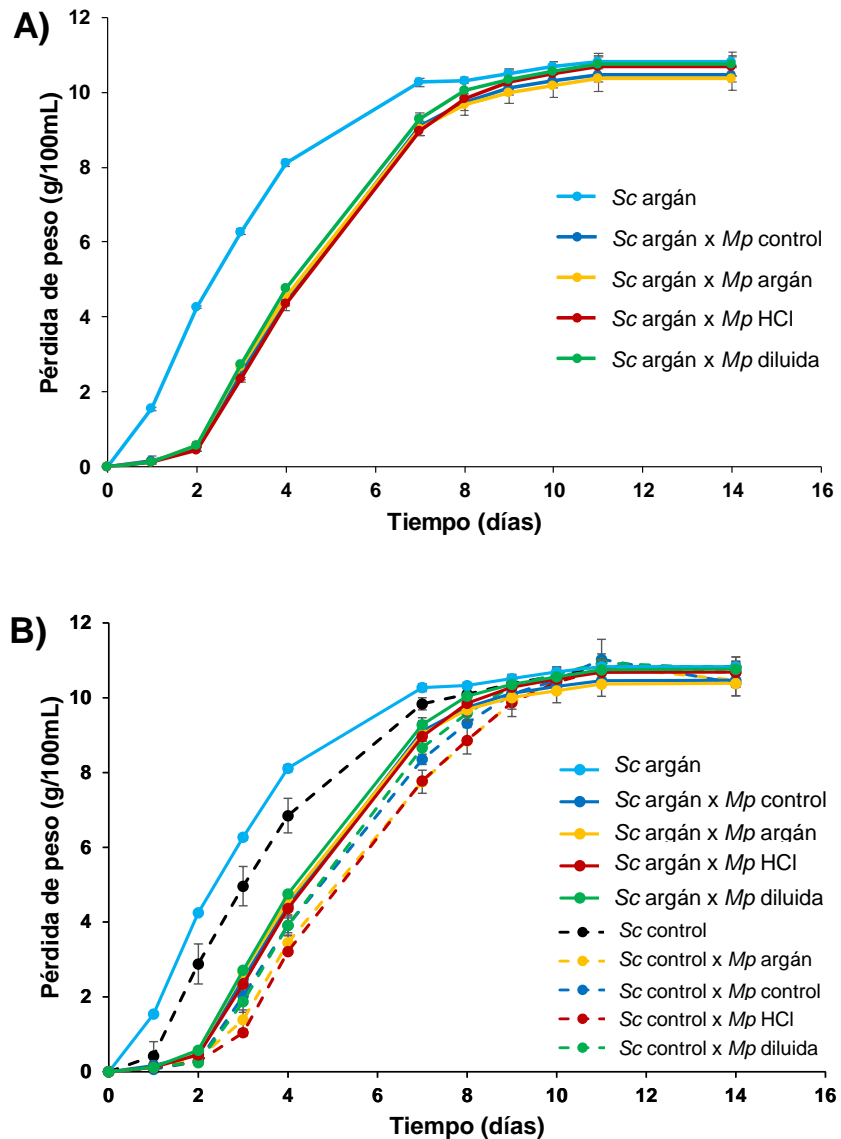 A)
Pérdida de peso (g/100mL)
12
10
8
6
4
2
0
0 2 4 6 8 10 12 14 16
Tiempo (días)
Sc argán
Sc argán x Mp control
Sc argán x Mp argán
Sc argán x Mp HCl
Sc argán x Mp diluida
B)
Pérdida de peso (g/100mL)
12
10
8
6
4
2
0
0 2 4 6 8 10 12 14 16
Tiempo (días)
Sc argán
Sc argán x Mp control
Sc argán x Mp argán
Sc argán x Mp HCl
Sc argán x Mp diluida
Sc control
Sc control x Mp argán
Sc control x Mp control
Sc control x Mp HCl
Sc control x Mp diluida